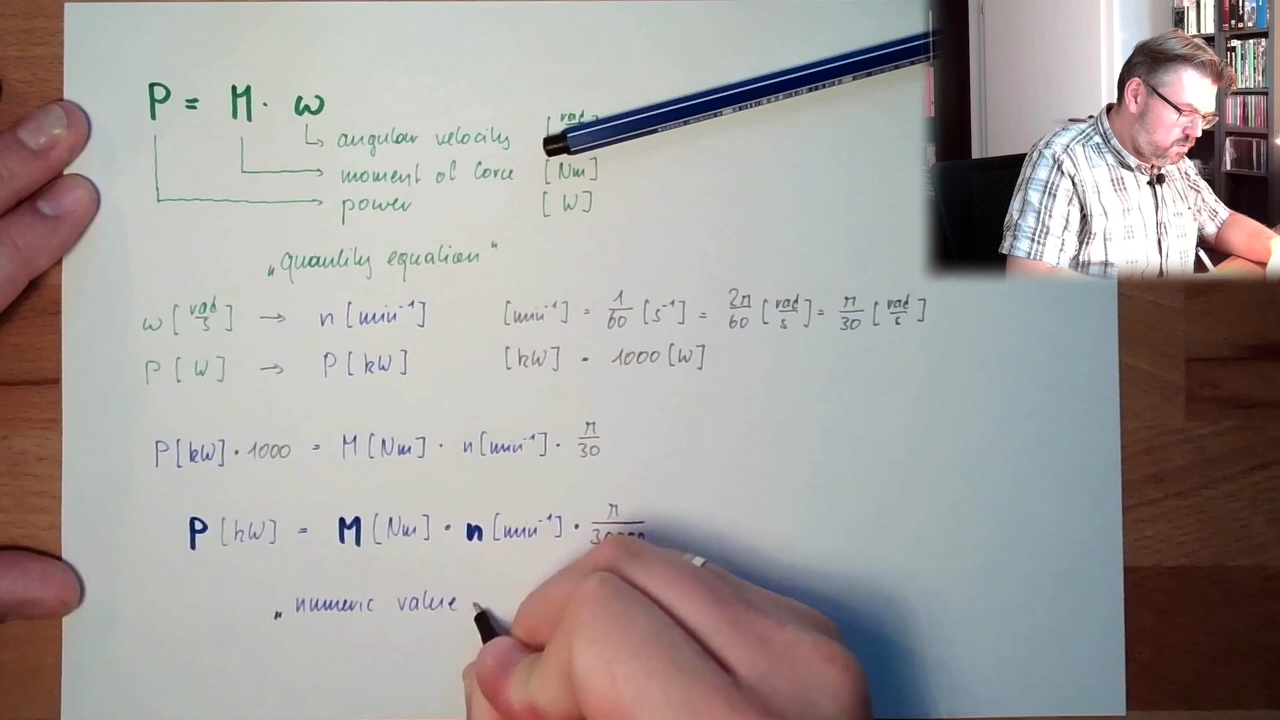 P = M · ω
angular velocity [rad
moment of force [Nm]
power [W]
„quantity equation"
ω [rad/s] → n [min⁻¹] [min⁻¹] = 1/60 [s⁻¹] = 2π/60 [rad/s] = π/30 [rad/s]
P [W] → P [kW] [kW] = 1000 [W]
P [kW] · 1000 = M [Nm] · n [min⁻¹] · π/30
P [kW] = M [Nm] · n [min⁻¹] · π/30000
„numeric value